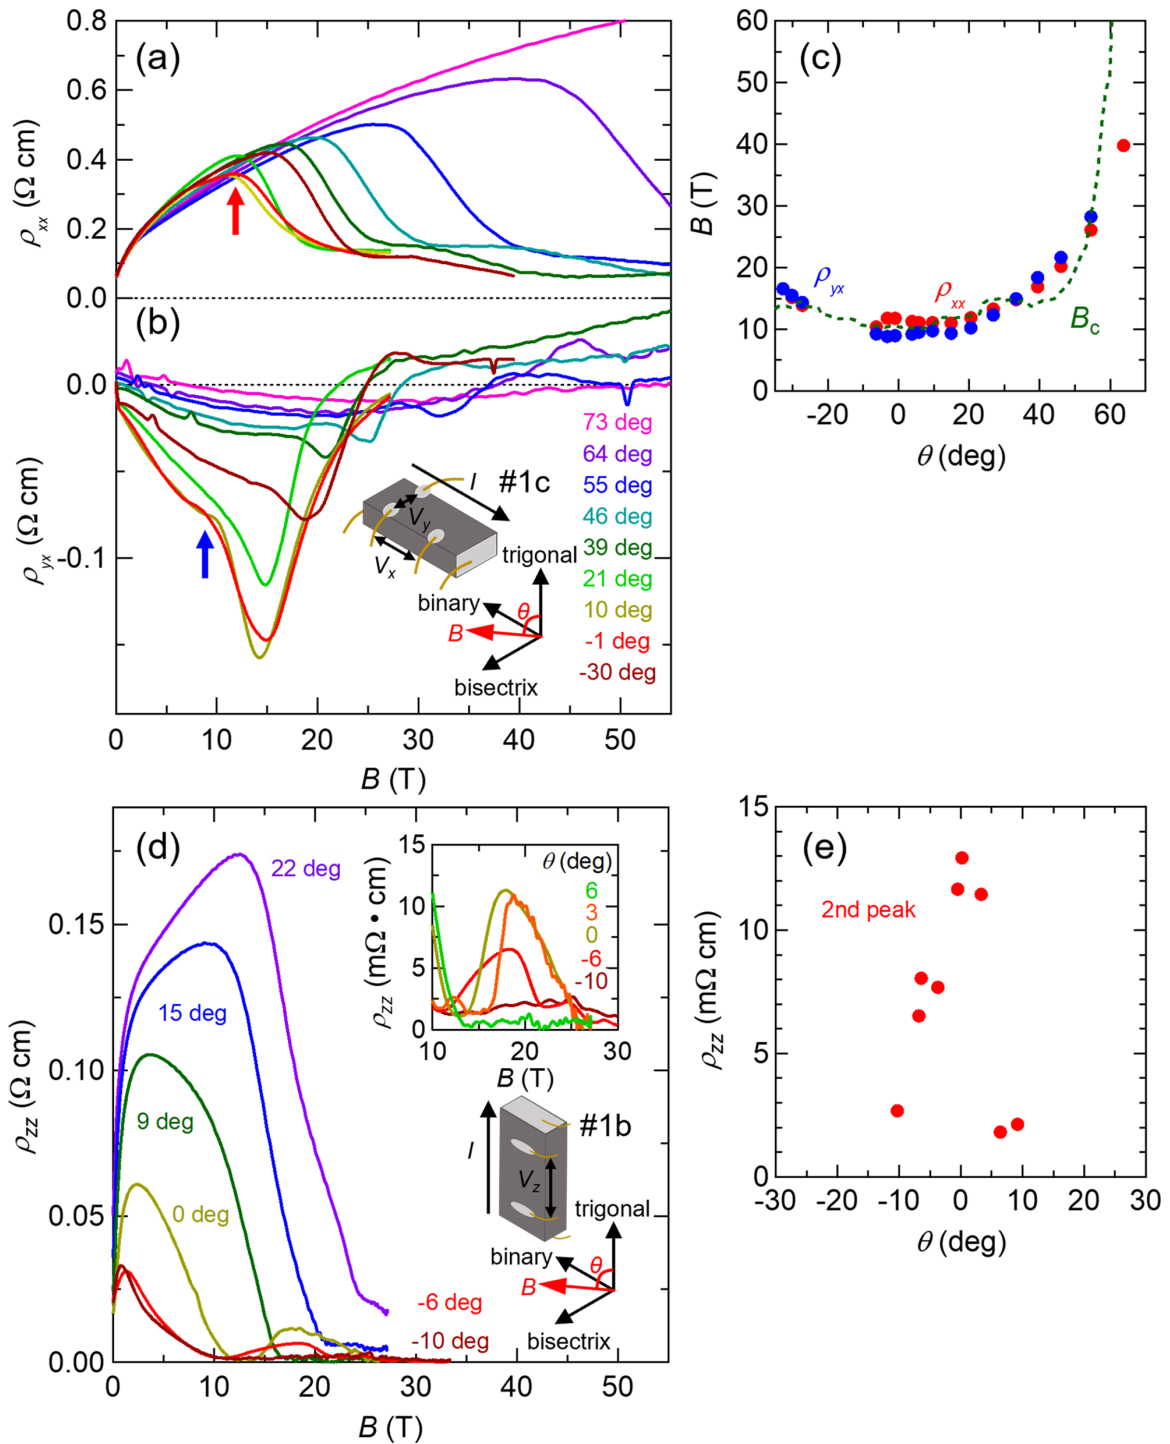 (a)
0.8
0.6
0.4
0.2
0.0
ρxx (Ω cm)
(b)
0.0
-0.1
ρyx (Ω cm)
73 deg
64 deg
55 deg
46 deg
39 deg
21 deg
10 deg
-1 deg
-30 deg
#1c
I
Vy
Vx
trigonal
binary
θ
B
bisectrix
0 10 20 30 40 50
B (T)
(c)
60
50
40
30
20
10
0
B (T)
ρyx
ρxx
Bc
-20 0 20 40 60
θ (deg)
(d)
0.15
0.10
0.05
0.00
ρzz (Ω cm)
22 deg
15 deg
9 deg
0 deg
-6 deg
-10 deg
15
10
5
0
ρzz (mΩ • cm)
θ (deg)
6
3
0
-6
-10
10 20 30
B (T)
#1b
I
Vz
trigonal
binary
θ
B
bisectrix
0 10 20 30 40 50
B (T)
(e)
15
10
5
0
ρzz (mΩ cm)
2nd peak
-30 -20 -10 0 10 20 30
θ (deg)